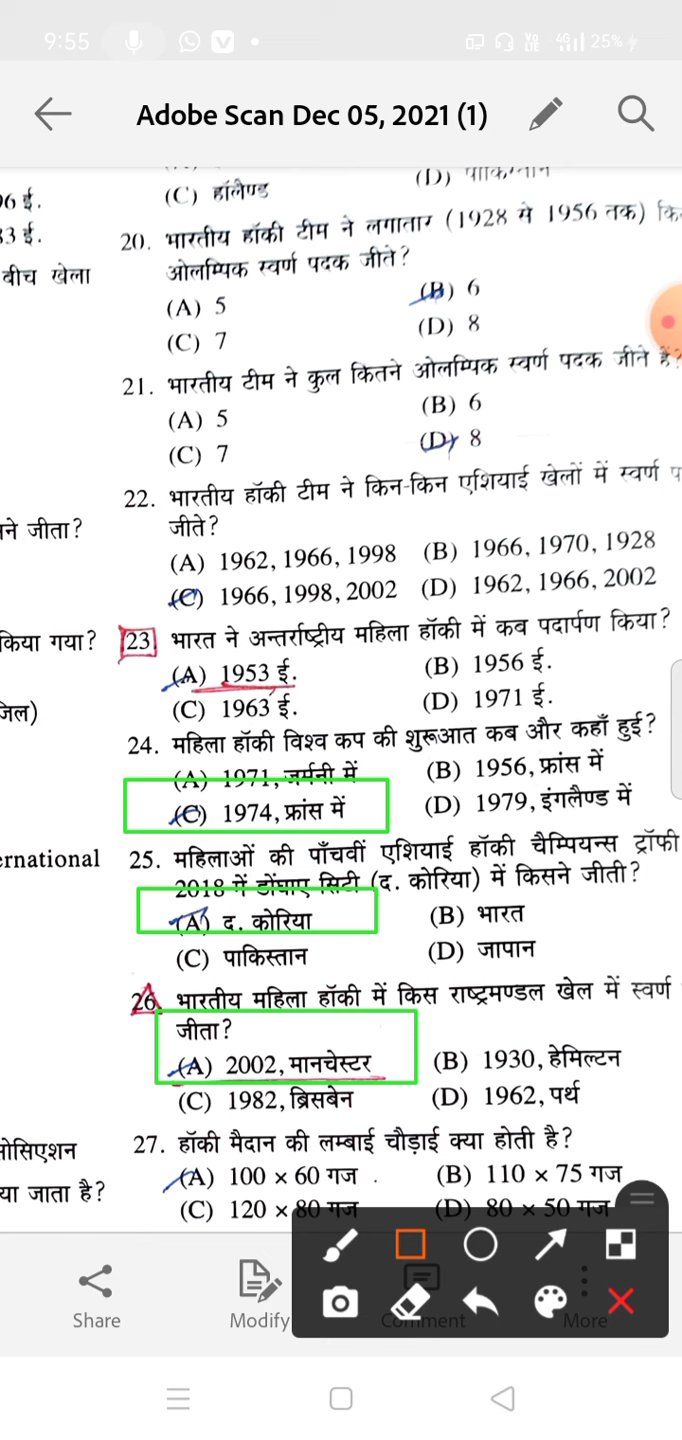 9:55
25%
Adobe Scan Dec 05, 2021 (1)
(C) हॉलैण्ड
(D)
6 ई.
3 ई.
बीच खेला
20. भारतीय हॉकी टीम ने लगातार (1928 से 1956 तक)
ओलम्पिक स्वर्ण पदक जीते?
(A) 5
(B) 6
(C) 7
(D) 8
21. भारतीय टीम ने कुल कितने ओलम्पिक स्वर्ण पदक जीते हैं?
(A) 5
(B) 6
(C) 7
(D) 8
22. भारतीय हॉकी टीम ने किन-किन एशियाई खेलों में स्वर्ण
जीते?
ने जीता?
(A) 1962, 1966, 1998 (B) 1966, 1970, 1928
(C) 1966, 1998, 2002 (D) 1962, 1966, 2002
किया गया?
23. भारत ने अन्तर्राष्ट्रीय महिला हॉकी में कब पदार्पण किया?
(A) 1953 ई.
(B) 1956 ई.
(C) 1963 ई.
(D) 1971 ई.
24. महिला हॉकी विश्व कप की शुरूआत कब और कहाँ हुई?
(A) 1971, जर्मनी में
(B) 1956, फ्रांस में
(C) 1974, फ्रांस में
(D) 1979, इंगलैण्ड में
ernational
25. महिलाओं की पाँचवीं एशियाई हॉकी चैम्पियन्स ट्रॉफी
2018 में डोंघाए सिटी (द. कोरिया) में किसने जीती?
(A) द. कोरिया
(B) भारत
(C) पाकिस्तान
(D) जापान
26. भारतीय महिला हॉकी में किस राष्ट्रमण्डल खेल में स्वर्ण
जीता?
(A) 2002, मानचेस्टर
(B) 1930, हेमिल्टन
(C) 1982, ब्रिसबेन
(D) 1962, पर्थ
27. हॉकी मैदान की लम्बाई चौड़ाई क्या होती है?
या जाता है?
(A) 100 × 60 गज .
(B) 110 × 75 गज
(C) 120 × 80 गज
(D) 80 × 50 गज
Share
Modify
Comment
More